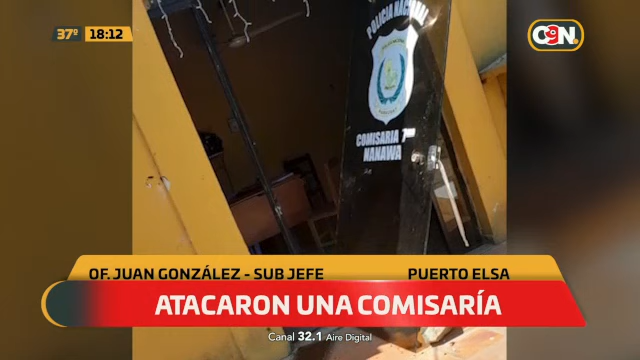 37º 18:12
C9N
POLICIA NACIONAL
COMISARIA 7ma
NANAWA
OF. JUAN GONZÁLEZ - SUB JEFE PUERTO ELSA
ATACARON UNA COMISARÍA
Canal 32.1 Aire Digital